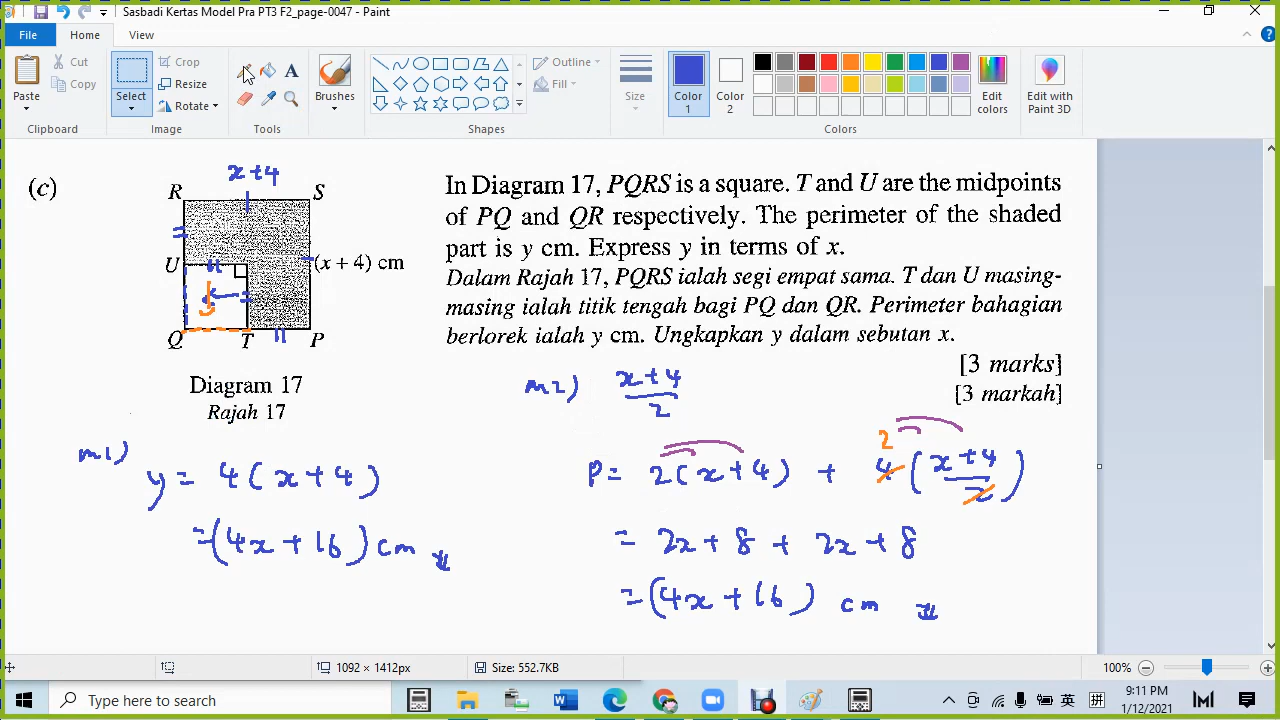 Sasbadi Kertas Model Pra PT3 F2_page-0047 - Paint
File Home View
Paste Cut Copy
Select Crop Resize Rotate
A
Brushes
Outline Fill
Size
Color 1 Color 2
Edit colors
Edit with Paint 3D
Clipboard Image Tools Shapes Colors
(c)
x+4
R S
U (x + 4) cm
Q T P
Diagram 17
Rajah 17
In Diagram 17, PQRS is a square. T and U are the midpoints
of PQ and QR respectively. The perimeter of the shaded
part is y cm. Express y in terms of x.
Dalam Rajah 17, PQRS ialah segi empat sama. T dan U masing-
masing ialah titik tengah bagi PQ dan QR. Perimeter bahagian
berlorek ialah y cm. Ungkapkan y dalam sebutan x.
[3 marks]
[3 markah]
m1)
y = 4(x+4)
=(4x+16) cm
m2) x+4
2
P = 2(x+4) + 4(x+4/2)
2
= 2x + 8 + 2x + 8
=(4x+16) cm
1092 × 1412px Size: 552.7KB 100%
Type here to search
英 拼 9:11 PM
1/12/2021